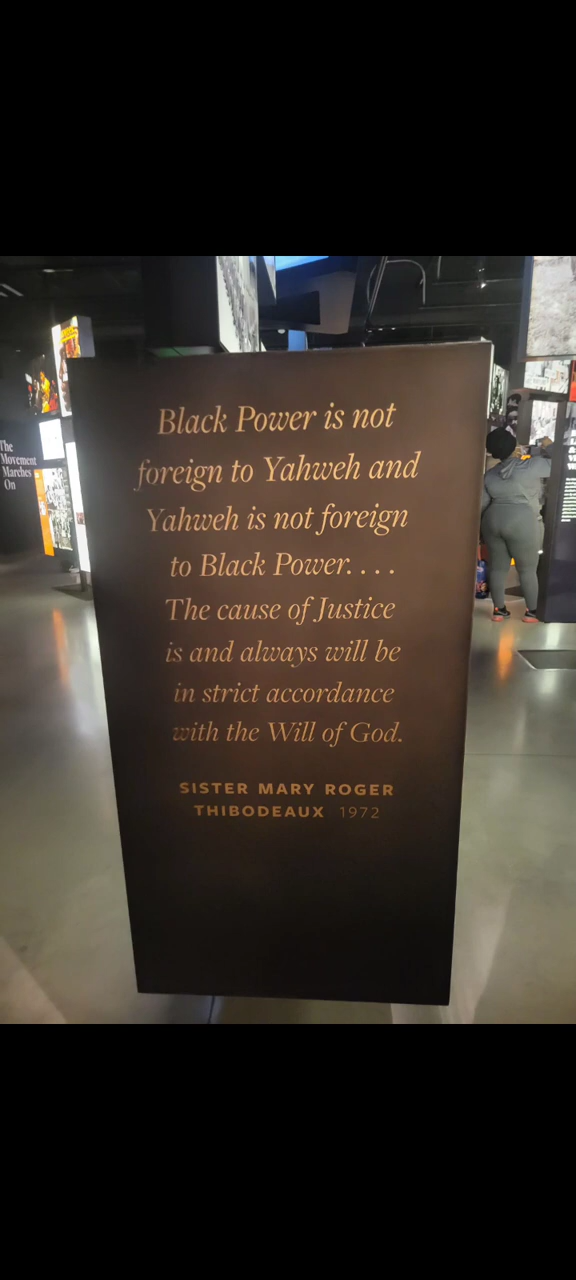 Black Power is not
foreign to Yahweh and
Yahweh is not foreign
to Black Power. . . .
The cause of Justice
is and always will be
in strict accordance
with the Will of God.
SISTER MARY ROGER
THIBODEAUX 1972
The
Movement
Marches
On